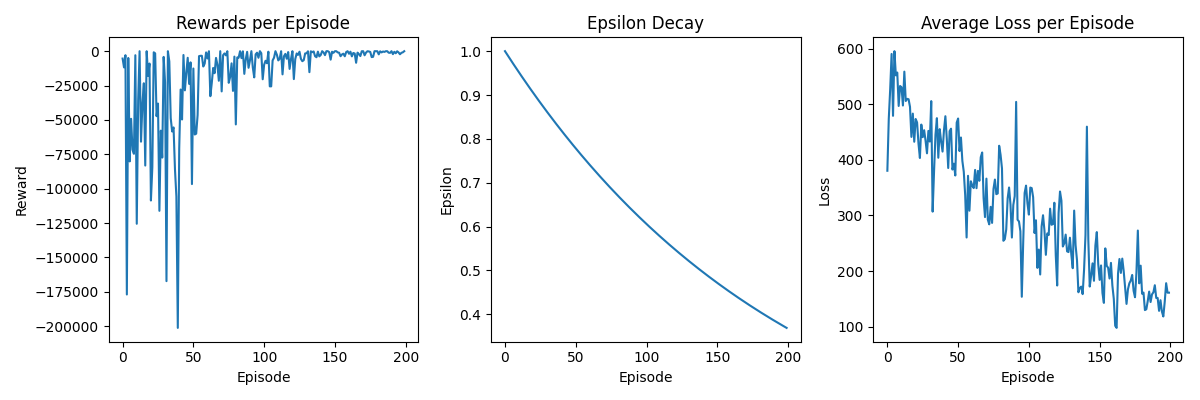 Rewards per Episode
0
−25000
−50000
−75000
−100000
−125000
−150000
−175000
−200000
Reward
0 50 100 150 200
Episode
Epsilon Decay
1.0
0.9
0.8
0.7
0.6
0.5
0.4
Epsilon
0 50 100 150 200
Episode
Average Loss per Episode
600
500
400
300
200
100
Loss
0 50 100 150 200
Episode